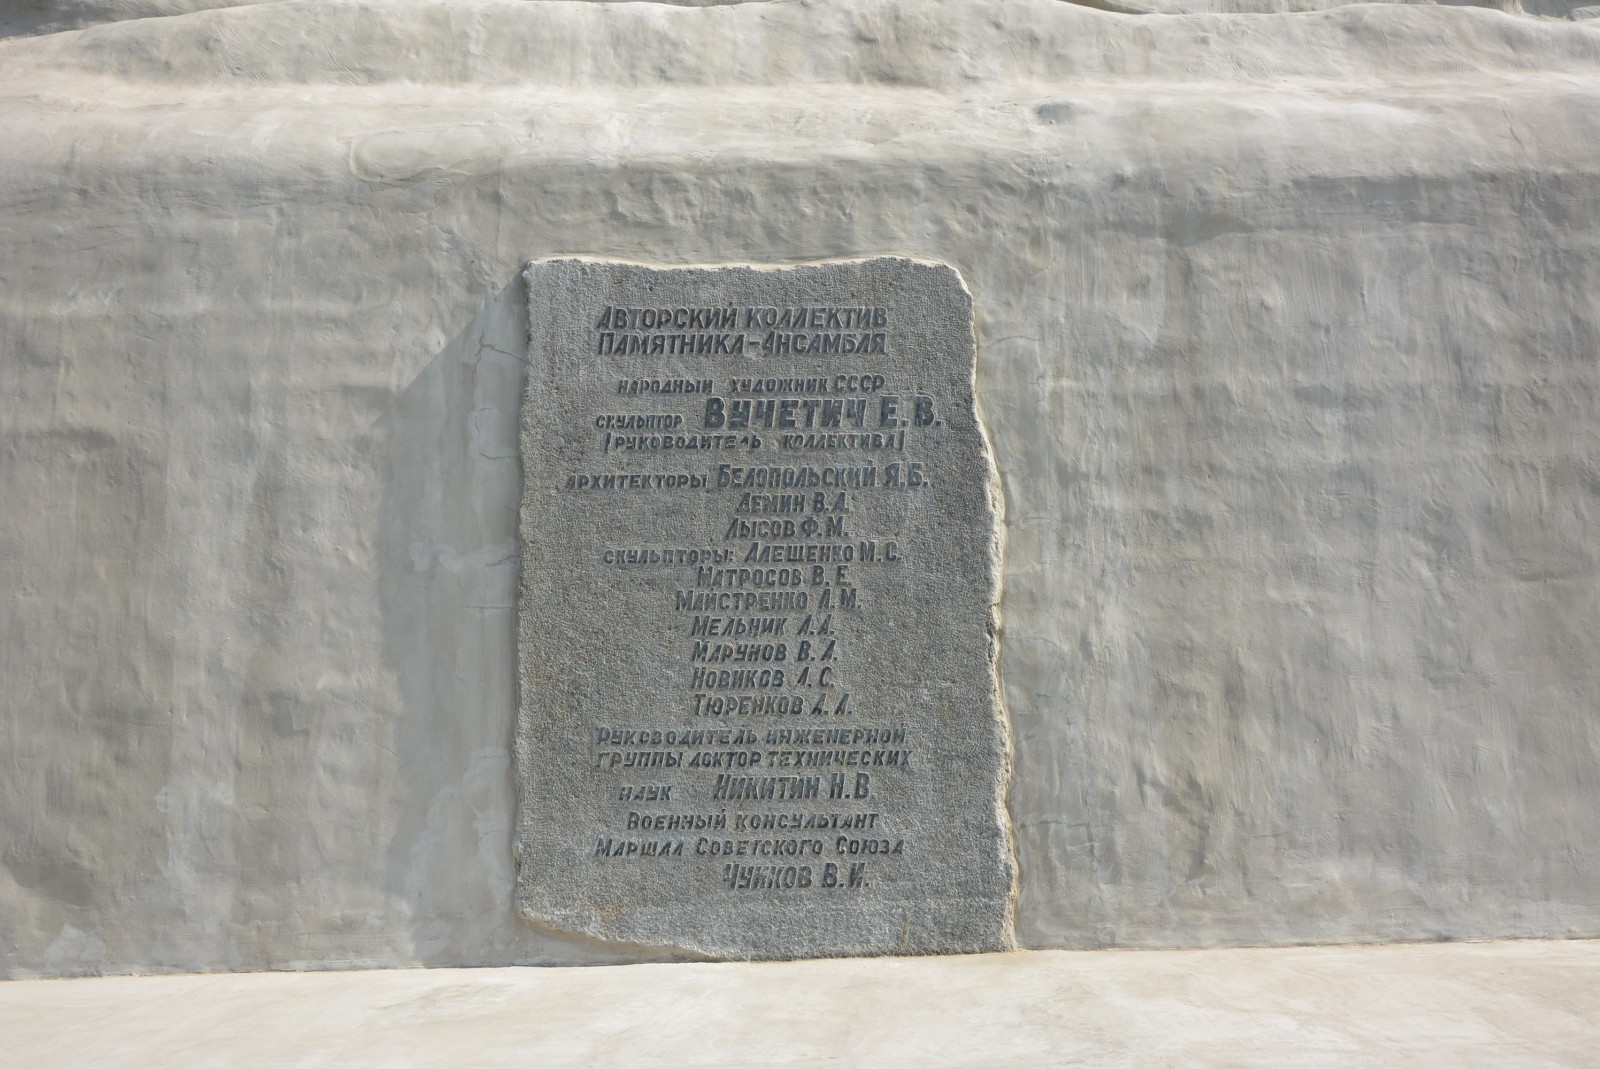 Авторский коллектив
Памятника-Ансамбля
народный художник СССР
скульптор Вучетич Е.В.
(руководитель коллектива)
архитекторы Белопольский Я.Б.
Демин В.А.
Лысов Ф.М.
скульпторы: Алешенко М.С.
Матросов В.Е.
Майстренко Л.М.
Мельник А.А.
Марунов В.А.
Новиков А.С.
Тюренков А.А.
Руководитель инженерной
группы доктор технических
наук Никитин Н.В
Военный консультант
Маршал Советского Союза
Чуйков В.И.